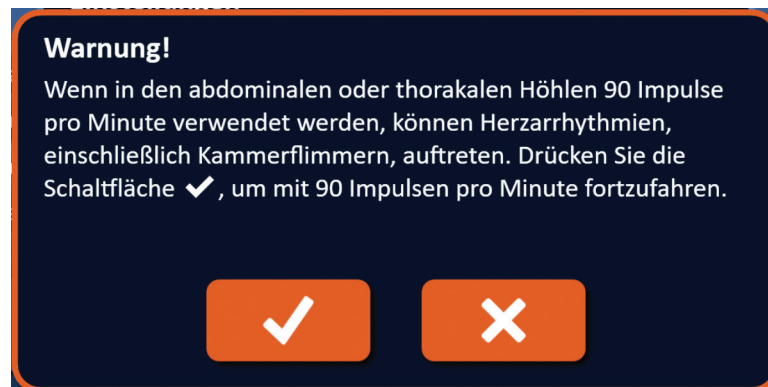 Warnung!
Wenn in den abdominalen oder thorakalen Höhlen 90 Impulse
pro Minute verwendet werden, können Herzarrhythmien,
einschließlich Kammerflimmern, auftreten. Drücken Sie die
Schaltfläche ✔, um mit 90 Impulsen pro Minute fortzufahren.